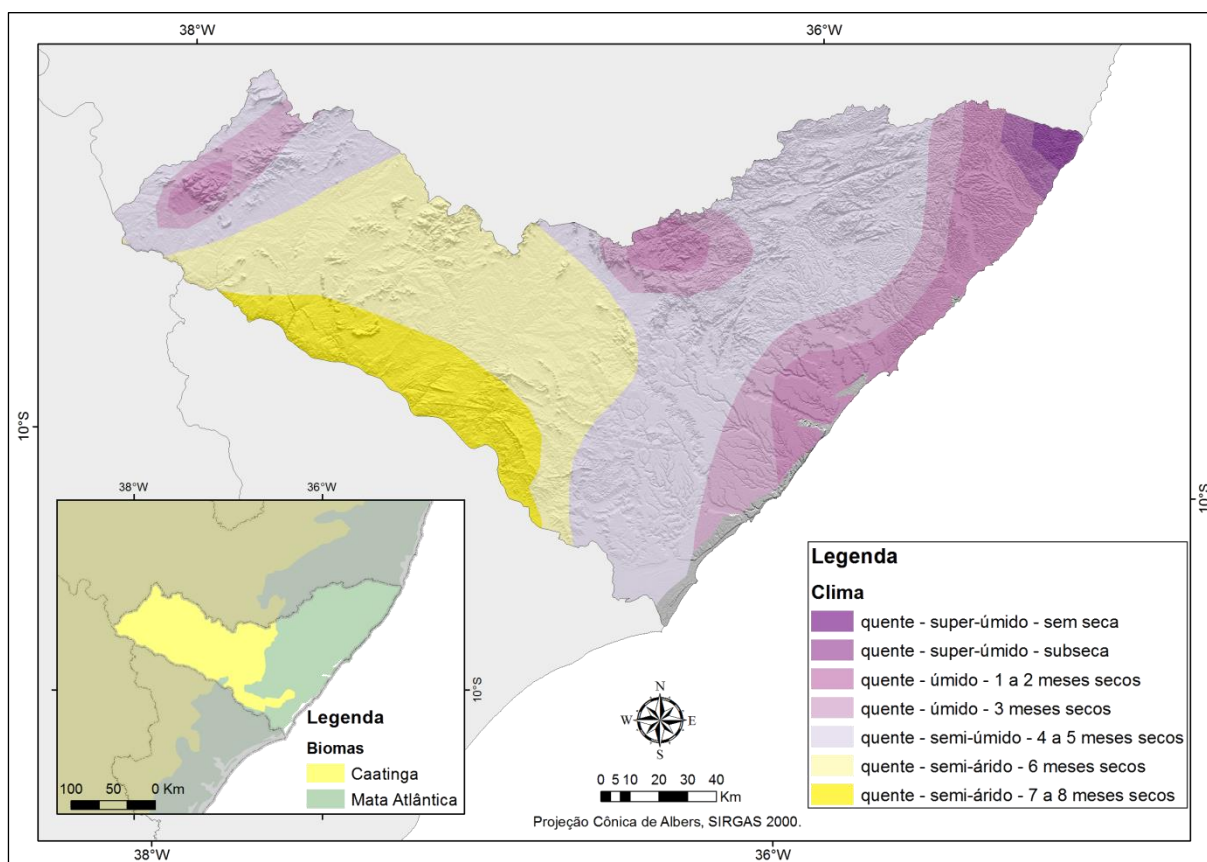 38°W
36°W
10°S
10°S
38°W
36°W
10°S
Legenda
Biomas
Caatinga
Mata Atlântica
100 50 0 Km
N
W E
S
0 5 10 20 30 40
Km
Projeção Cônica de Albers, SIRGAS 2000.
Legenda
Clima
quente - super-úmido - sem seca
quente - super-úmido - subseca
quente - úmido - 1 a 2 meses secos
quente - úmido - 3 meses secos
quente - semi-úmido - 4 a 5 meses secos
quente - semi-árido - 6 meses secos
quente - semi-árido - 7 a 8 meses secos
38°W
36°W